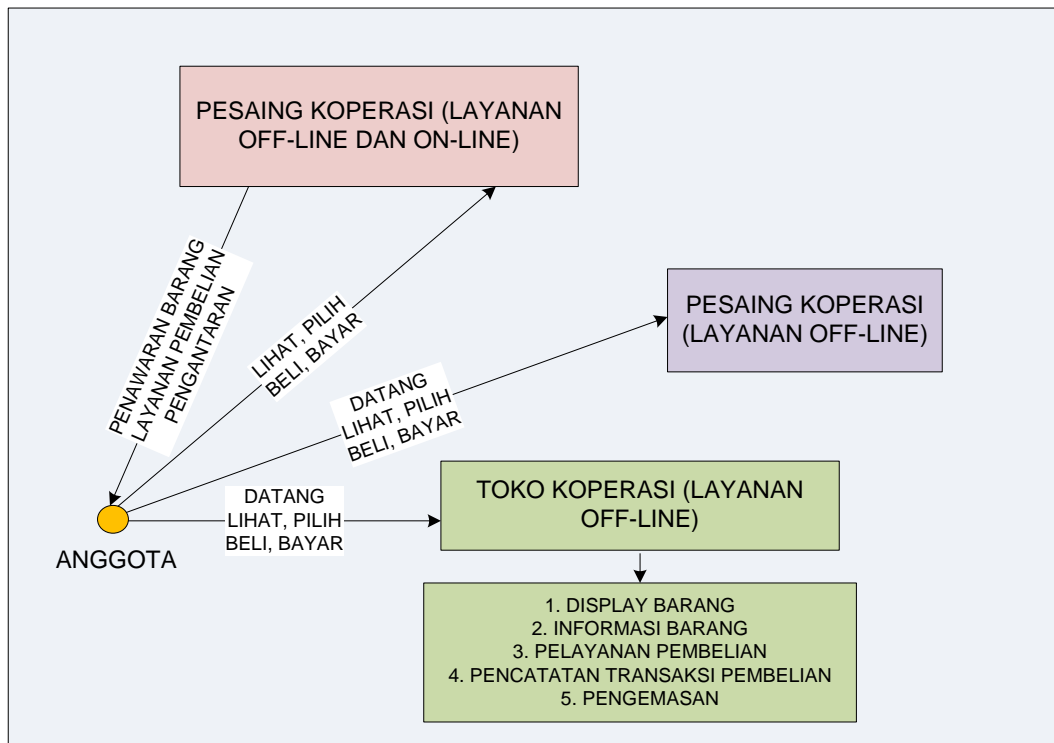 PESAING KOPERASI (LAYANAN
OFF-LINE DAN ON-LINE)
PENAWARAN BARANG
LAYANAN PEMBELIAN
PENGANTARAN
LIHAT, PILIH
BELI, BAYAR
PESAING KOPERASI
(LAYANAN OFF-LINE)
DATANG
LIHAT, PILIH
BELI, BAYAR
TOKO KOPERASI (LAYANAN
OFF-LINE)
DATANG
LIHAT, PILIH
BELI, BAYAR
ANGGOTA
1. DISPLAY BARANG
2. INFORMASI BARANG
3. PELAYANAN PEMBELIAN
4. PENCATATAN TRANSAKSI PEMBELIAN
5. PENGEMASAN